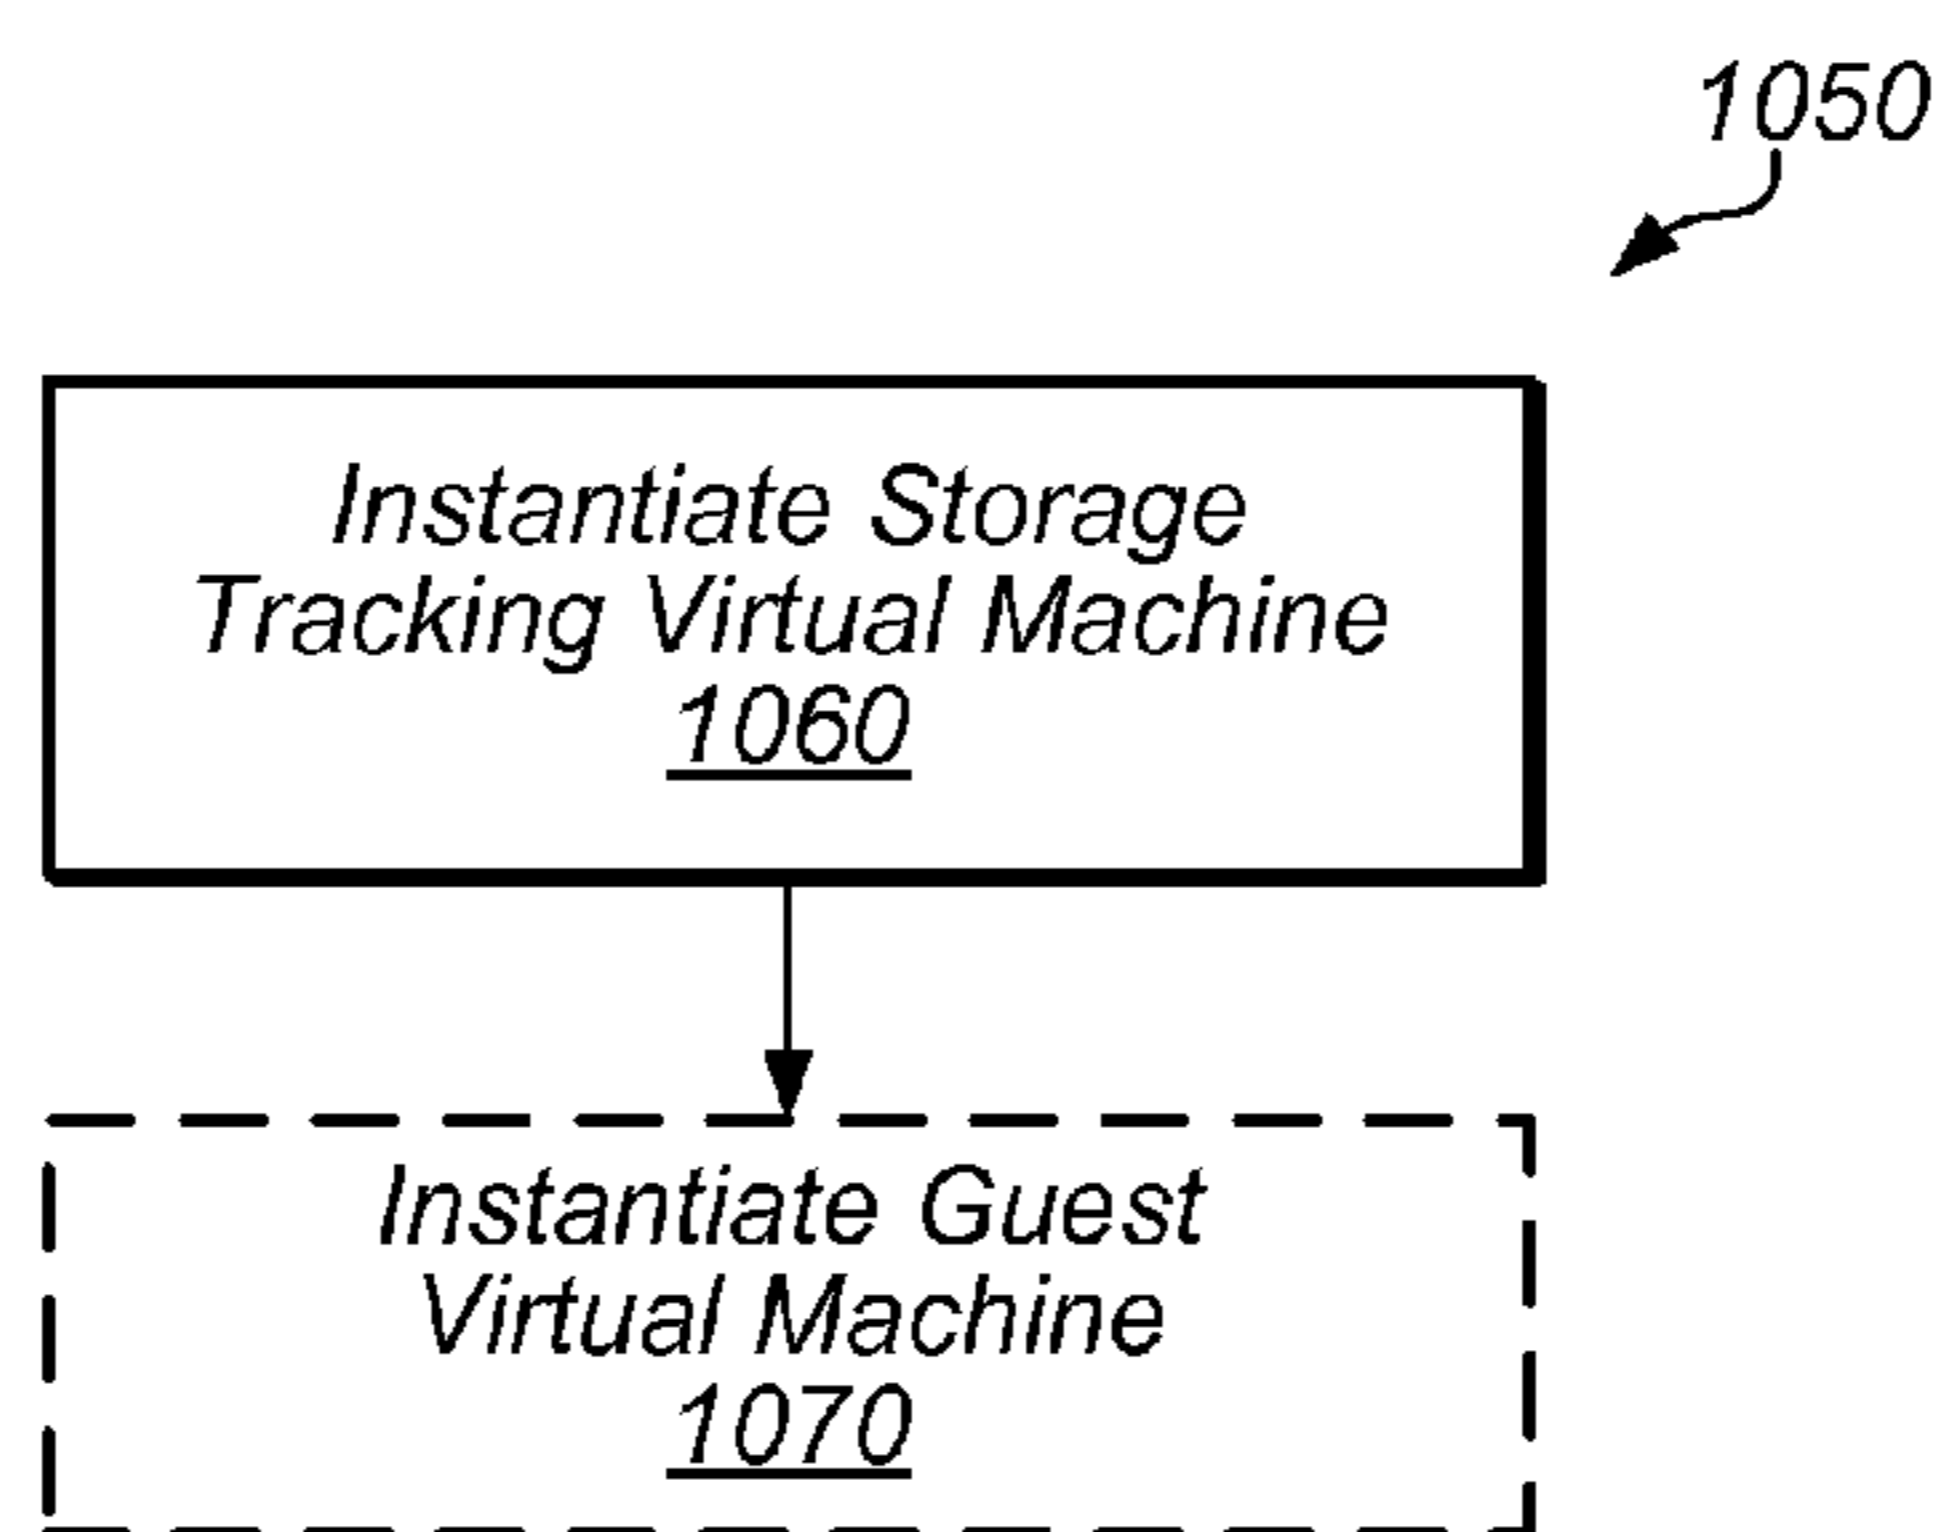 1050
Instantiate Storage
Tracking Virtual Machine
1060
Instantiate Guest
Virtual Machine
1070